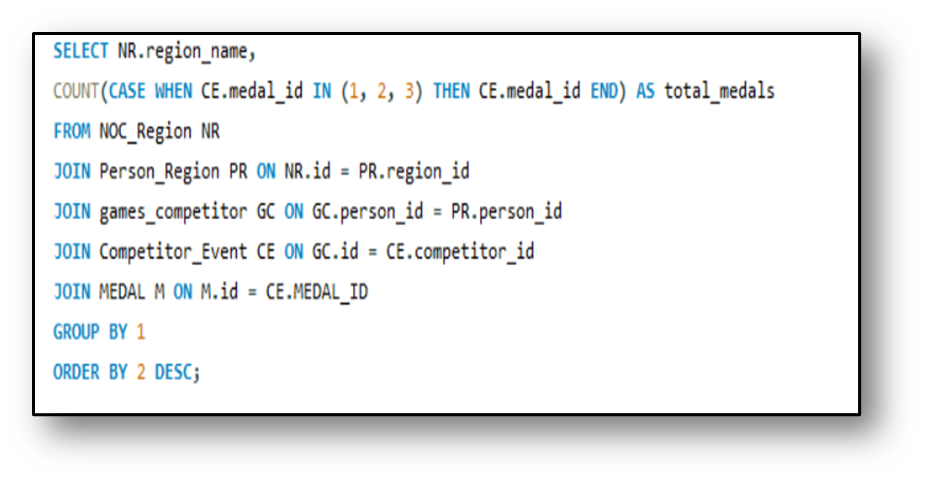 SELECT NR.region_name,
COUNT(CASE WHEN CE.medal_id IN (1, 2, 3) THEN CE.medal_id END) AS total_medals
FROM NOC_Region NR
JOIN Person_Region PR ON NR.id = PR.region_id
JOIN games_competitor GC ON GC.person_id = PR.person_id
JOIN Competitor_Event CE ON GC.id = CE.competitor_id
JOIN MEDAL M ON M.id = CE.MEDAL_ID
GROUP BY 1
ORDER BY 2 DESC;